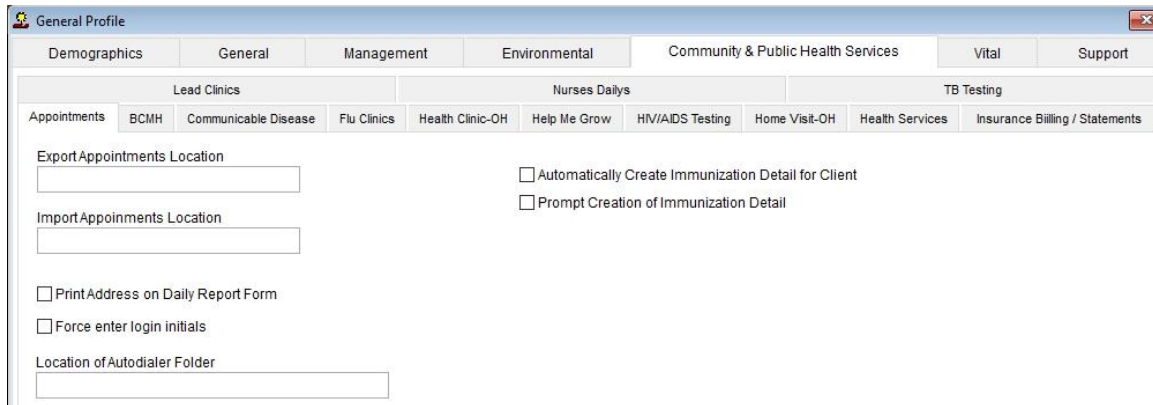 General Profile
Demographics General Management Environmental Community & Public Health Services Vital Support
Lead Clinics Nurses Dailys TB Testing
Appointments BCMH Communicable Disease Flu Clinics Health Clinic-OH Help Me Grow HIV/AIDS Testing Home Visit-OH Health Services Insurance Biilling / Statements
Export Appointments Location
Automatically Create Immunization Detail for Client
Prompt Creation of Immunization Detail
Import Appoinments Location
Print Address on Daily Report Form
Force enter login initials
Location of Autodialer Folder